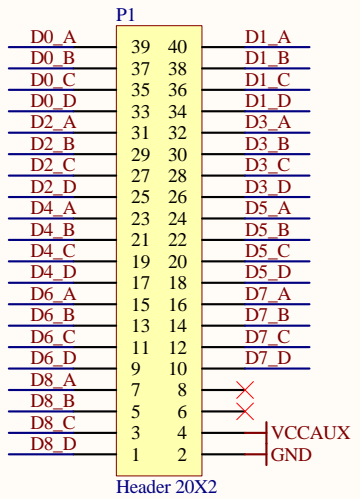 P1
D0_A 39 40 D1_A
D0_B 37 38 D1_B
D0_C 35 36 D1_C
D0_D 33 34 D1_D
D2_A 31 32 D3_A
D2_B 29 30 D3_B
D2_C 27 28 D3_C
D2_D 25 26 D3_D
D4_A 23 24 D5_A
D4_B 21 22 D5_B
D4_C 19 20 D5_C
D4_D 17 18 D5_D
D6_A 15 16 D7_A
D6_B 13 14 D7_B
D6_C 11 12 D7_C
D6_D 9 10 D7_D
D8_A 7 8
D8_B 5 6
D8_C 3 4 VCCAUX
D8_D 1 2 GND
Header 20X2